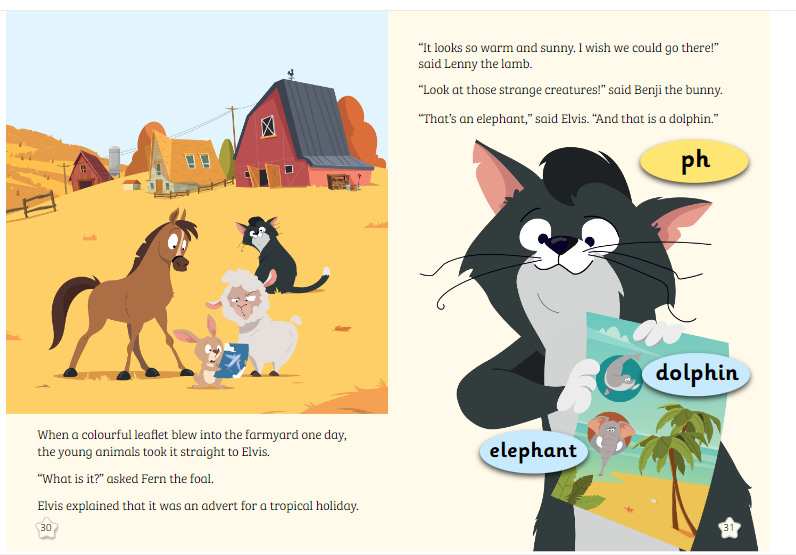 When a colourful leaflet blew into the farmyard one day,
the young animals took it straight to Elvis.
“What is it?” asked Fern the foal.
Elvis explained that it was an advert for a tropical holiday.
30
“It looks so warm and sunny. I wish we could go there!”
said Lenny the lamb.
“Look at those strange creatures!” said Benji the bunny.
“That’s an elephant,” said Elvis. “And that is a dolphin.”
ph
dolphin
elephant
31